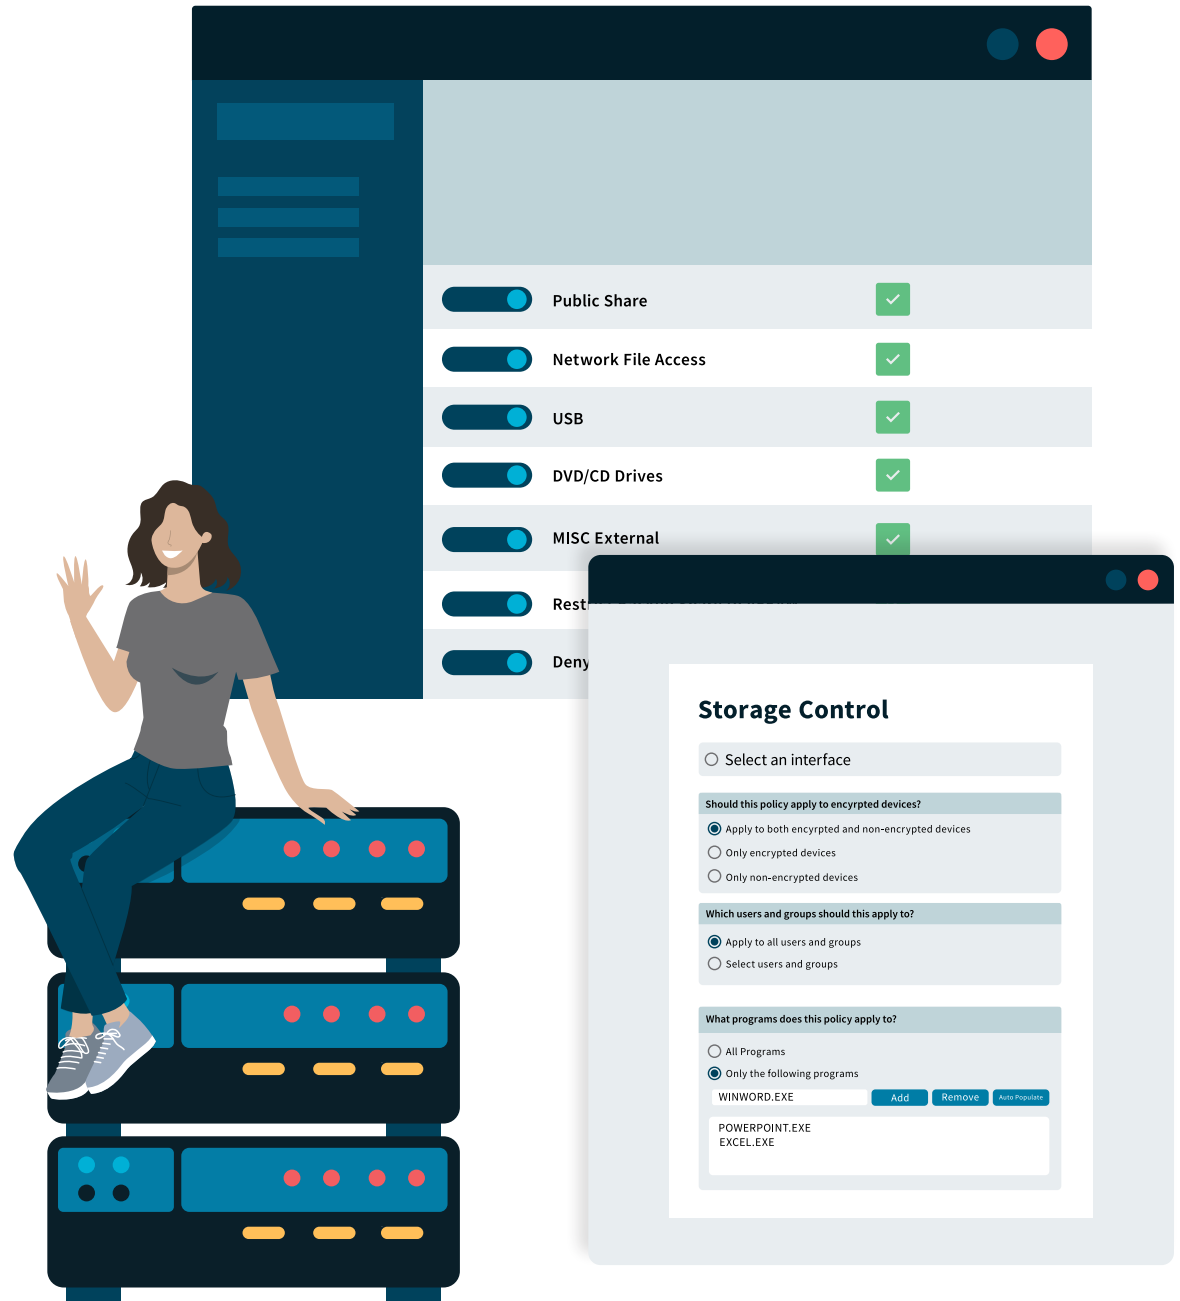 Public Share
Network File Access
USB
DVD/CD Drives
MISC External
Deny
Storage Control
Select an interface
Should this policy apply to encyrpted devices?
Apply to both encyrpted and non-encrypted devices
Only encrypted devices
Only non-encrypted devices
Which users and groups should this apply to?
Apply to all users and groups
Select users and groups
What programs does this policy apply to?
All Programs
Only the following programs
WINWORD.EXE Add Remove Auto Populate
POWERPOINT.EXE
EXCEL.EXE